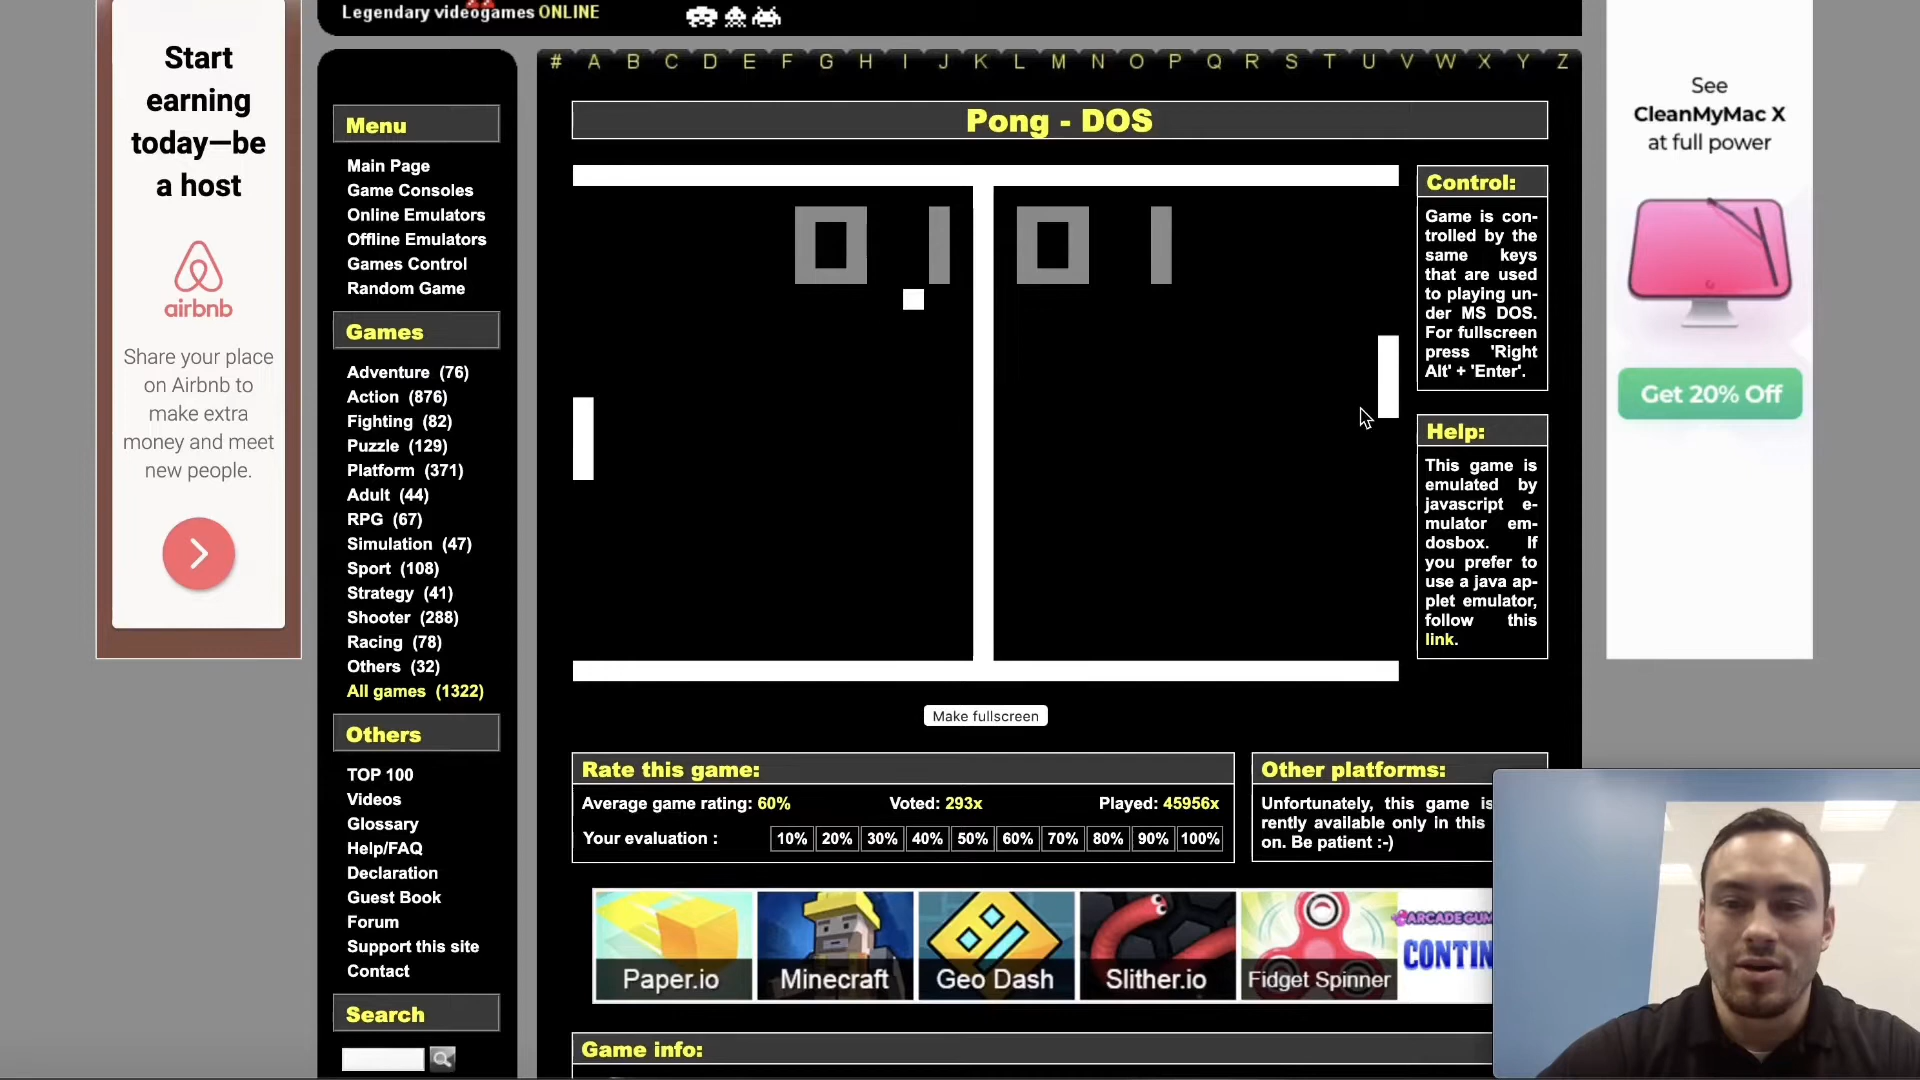 Legendary videogames ONLINE
# A B C D E F G H I J K L M N O P Q R S T U V W X Y Z
Start
earning
today—be
a host
airbnb
Share your place
on Airbnb to
make extra
money and meet
new people.
Menu
Main Page
Game Consoles
Online Emulators
Offline Emulators
Games Control
Random Game
Games
Adventure (76)
Action (876)
Fighting (82)
Puzzle (129)
Platform (371)
Adult (44)
RPG (67)
Simulation (47)
Sport (108)
Strategy (41)
Shooter (288)
Racing (78)
Others (32)
All games (1322)
Others
TOP 100
Videos
Glossary
Help/FAQ
Declaration
Guest Book
Forum
Support this site
Contact
Search
Pong - DOS
01 01
Make fullscreen
Control:
Game is con-
trolled by the
same keys
that are used
to playing un-
der MS DOS.
For fullscreen
press 'Right
Alt' + 'Enter'.
Help:
This game is
emulated by
javascript e-
mulator em-
dosbox. If
you prefer to
use a java ap-
plet emulator,
follow this
link.
Rate this game:
Average game rating: 60% Voted: 293x Played: 45956x
Your evaluation : 10% 20% 30% 40% 50% 60% 70% 80% 90% 100%
Other platforms:
Unfortunately, this game is
rently available only in this
on. Be patient :-)
Paper.io Minecraft Geo Dash Slither.io Fidget Spinner
ARCADE GUM
CONTIN
Game info:
See
CleanMyMac X
at full power
Get 20% Off